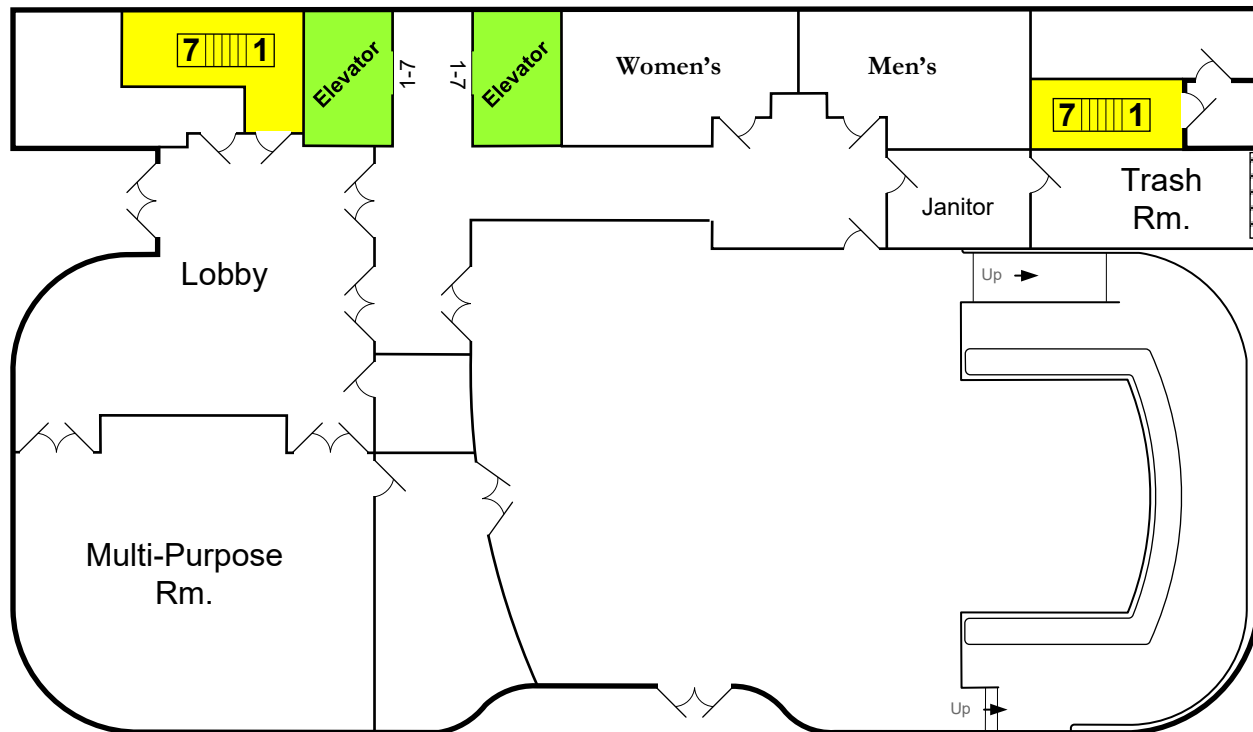 7 1
Elevator
1-7
1-7
Elevator
Women's
Men's
7 1
Janitor
Trash
Rm.
Lobby
Up
Multi-Purpose
Rm.
Up